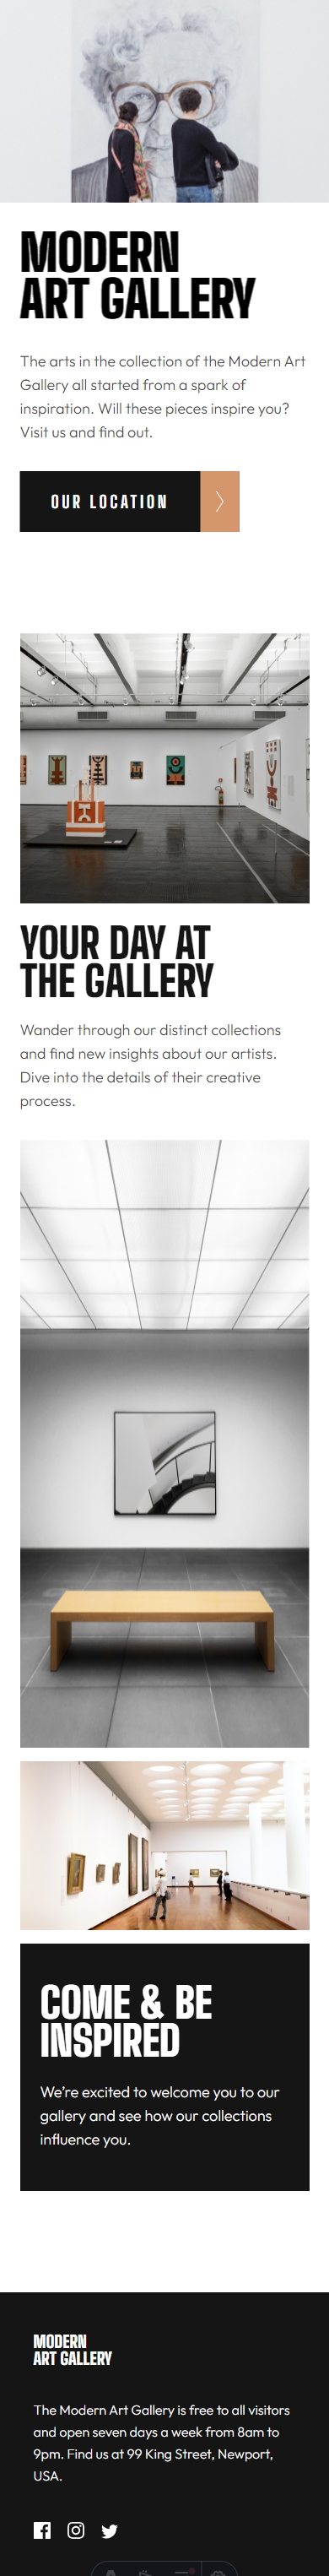 MODERN
ART GALLERY
The arts in the collection of the Modern Art
Gallery all started from a spark of
inspiration. Will these pieces inspire you?
Visit us and find out.
OUR LOCATION
YOUR DAY AT
THE GALLERY
Wander through our distinct collections
and find new insights about our artists.
Dive into the details of their creative
process.
COME & BE
INSPIRED
We’re excited to welcome you to our
gallery and see how our collections
influence you.
MODERN
ART GALLERY
The Modern Art Gallery is free to all visitors
and open seven days a week from 8am to
9pm. Find us at 99 King Street, Newport,
USA.